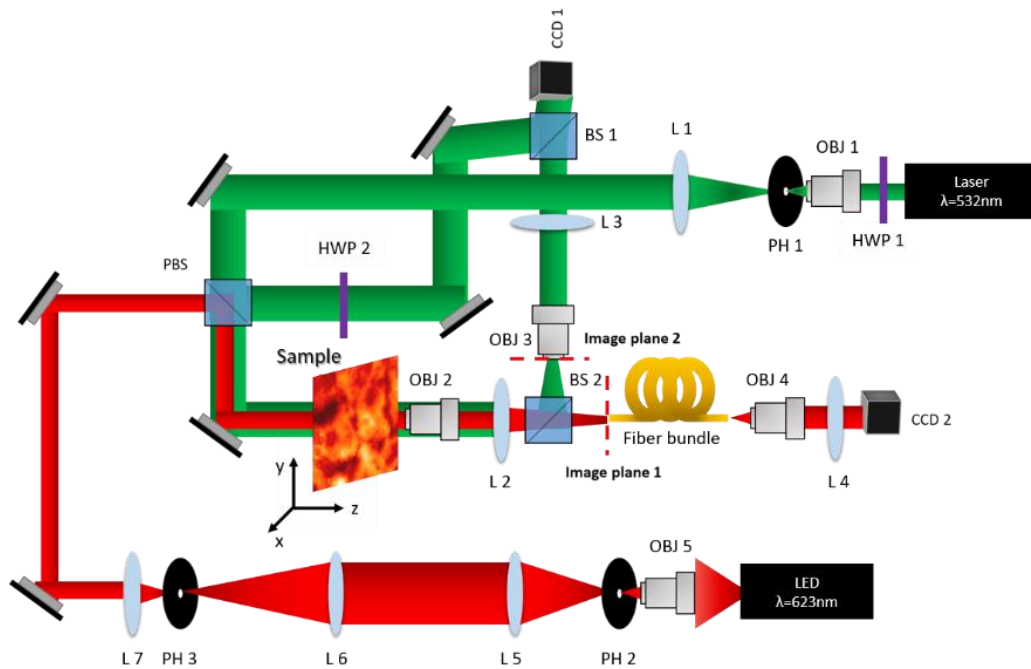 CCD 1
BS 1
L 1
OBJ 1
Laser
λ=532nm
PH 1
HWP 1
L 3
HWP 2
PBS
OBJ 3
Image plane 2
Sample
OBJ 2
BS 2
OBJ 4
CCD 2
Fiber bundle
Image plane 1
L 2
L 4
y
z
x
OBJ 5
LED
λ=623nm
L 7
PH 3
L 6
L 5
PH 2